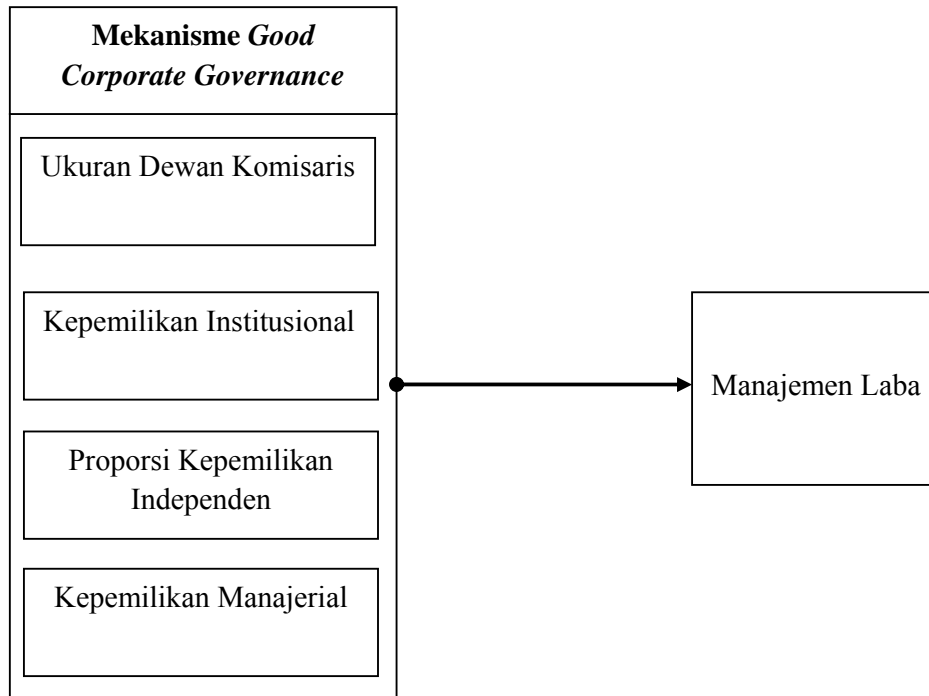 Mekanisme Good
Corporate Governance
Ukuran Dewan Komisaris
Kepemilikan Institusional
Proporsi Kepemilikan
Independen
Kepemilikan Manajerial
Manajemen Laba